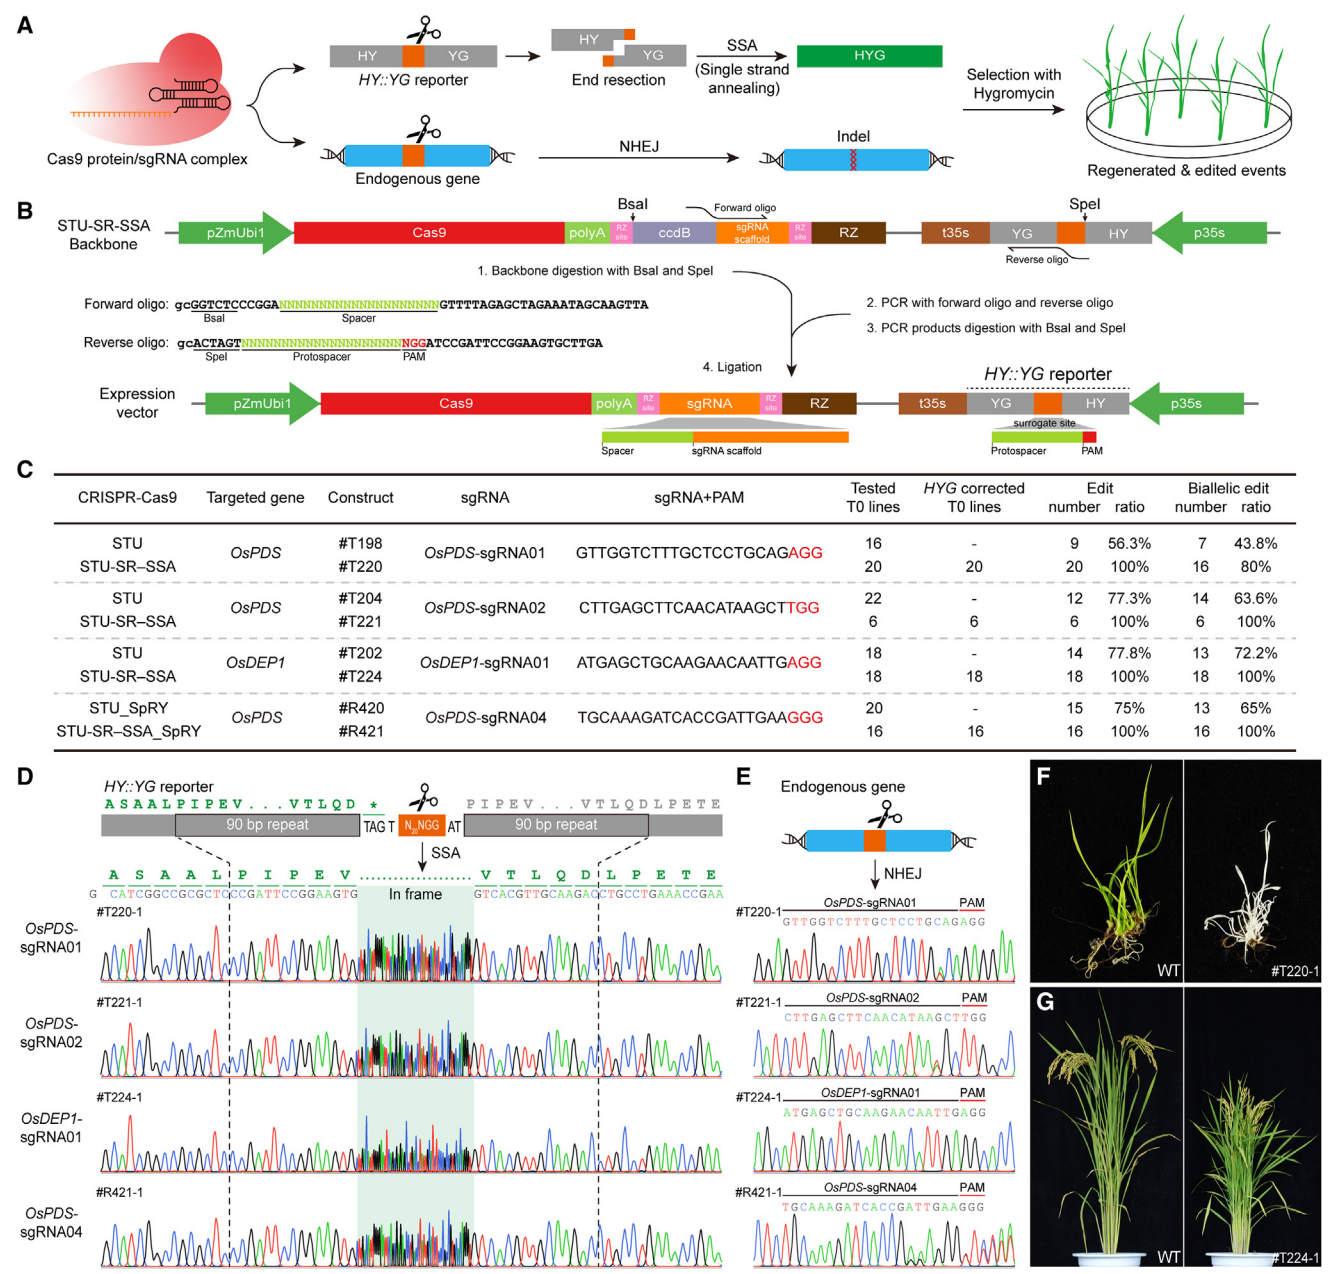 A
HY YG
HY::YG reporter
HY
YG
End resection
SSA
(Single strand
annealing)
HYG
Selection with
Hygromycin
Cas9 protein/sgRNA complex
Endogenous gene
NHEJ
Indel
Regenerated & edited events
B
STU-SR-SSA
Backbone
pZmUbi1
Cas9
polyA
RZ
site
BsaI
ccdB
Forward oligo
sgRNA
scaffold
RZ
site
RZ
t35s
YG
SpeI
HY
p35s
Reverse oligo
1. Backbone digestion with BsaI and SpeI
2. PCR with forward oligo and reverse oligo
3. PCR products digestion with BsaI and SpeI
4. Ligation
Forward oligo: gcGGTCTCCCGGANNNNNNNNNNNNNNNNNNNNGTTTTAGAGCTAGAAATAGCAAGTTA
BsaI Spacer
Reverse oligo: gcACTAGTNNNNNNNNNNNNNNNNNNNNNGGATCCGATTCCGGAAGTGCTTGA
SpeI Protospacer PAM
Expression
vector
pZmUbi1
Cas9
polyA
RZ
site
sgRNA
RZ
site
RZ
t35s
HY::YG reporter
YG
HY
p35s
surrogate site
Spacer sgRNA scaffold
Protospacer PAM
C
CRISPR-Cas9 Targeted gene Construct sgRNA sgRNA+PAM Tested T0 lines HYG corrected T0 lines Edit number ratio Biallelic edit number ratio
STU OsPDS #T198 OsPDS-sgRNA01 GTTGGTCTTTGCTCCTGCAGAGG 16 - 9 56.3% 7 43.8%
STU-SR–SSA #T220 20 20 20 100% 16 80%
STU OsPDS #T204 OsPDS-sgRNA02 CTTGAGCTTCAACATAAGCTTGG 22 - 12 77.3% 14 63.6%
STU-SR–SSA #T221 6 6 6 100% 6 100%
STU OsDEP1 #T202 OsDEP1-sgRNA01 ATGAGCTGCAAGAACAATTGAGG 18 - 14 77.8% 13 72.2%
STU-SR–SSA #T224 18 18 18 100% 18 100%
STU_SpRY OsPDS #R420 OsPDS-sgRNA04 TGCAAAGATCACCGATTGAAGGG 20 - 15 75% 13 65%
STU-SR–SSA_SpRY #R421 16 16 16 100% 16 100%
D
HY::YG reporter
A S A A L P I P E V . . . V T L Q D *
P I P E V . . . V T L Q D L P E T E
90 bp repeat TAG T N20NGG AT 90 bp repeat
SSA
A S A A L P I P E V .................... V T L Q D L P E T E
G CATCGGCCGCGCTCCCGATTCCGGAAGTG In frame GTCACGTTGCAAGACCTGCCTGAAACCGAA
#T220-1
OsPDS-
sgRNA01
#T221-1
OsPDS-
sgRNA02
#T224-1
OsDEP1-
sgRNA01
#R421-1
OsPDS-
sgRNA04
E
Endogenous gene
NHEJ
#T220-1 OsPDS-sgRNA01 PAM
GTTGGTCTTTGCTCCTGCAGAGG
#T221-1 OsPDS-sgRNA02 PAM
CTTGAGCTTCAACATAAGCTTGG
#T224-1 OsDEP1-sgRNA01 PAM
ATGAGCTGCAAGAACAATTGAGG
#R421-1 OsPDS-sgRNA04 PAM
TGCAAAGATCACCGATTGAAGGG
F
WT
#T220-1
G
WT
#T224-1